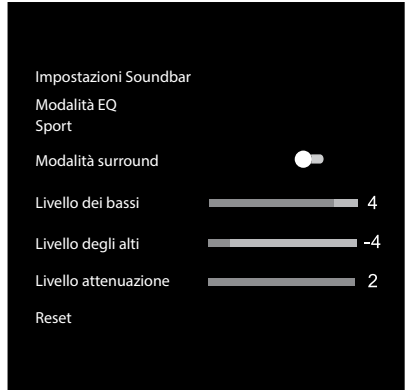 Impostazioni Soundbar
Modalità EQ
Sport
Modalità surround
Livello dei bassi 4
Livello degli alti -4
Livello attenuazione 2
Reset